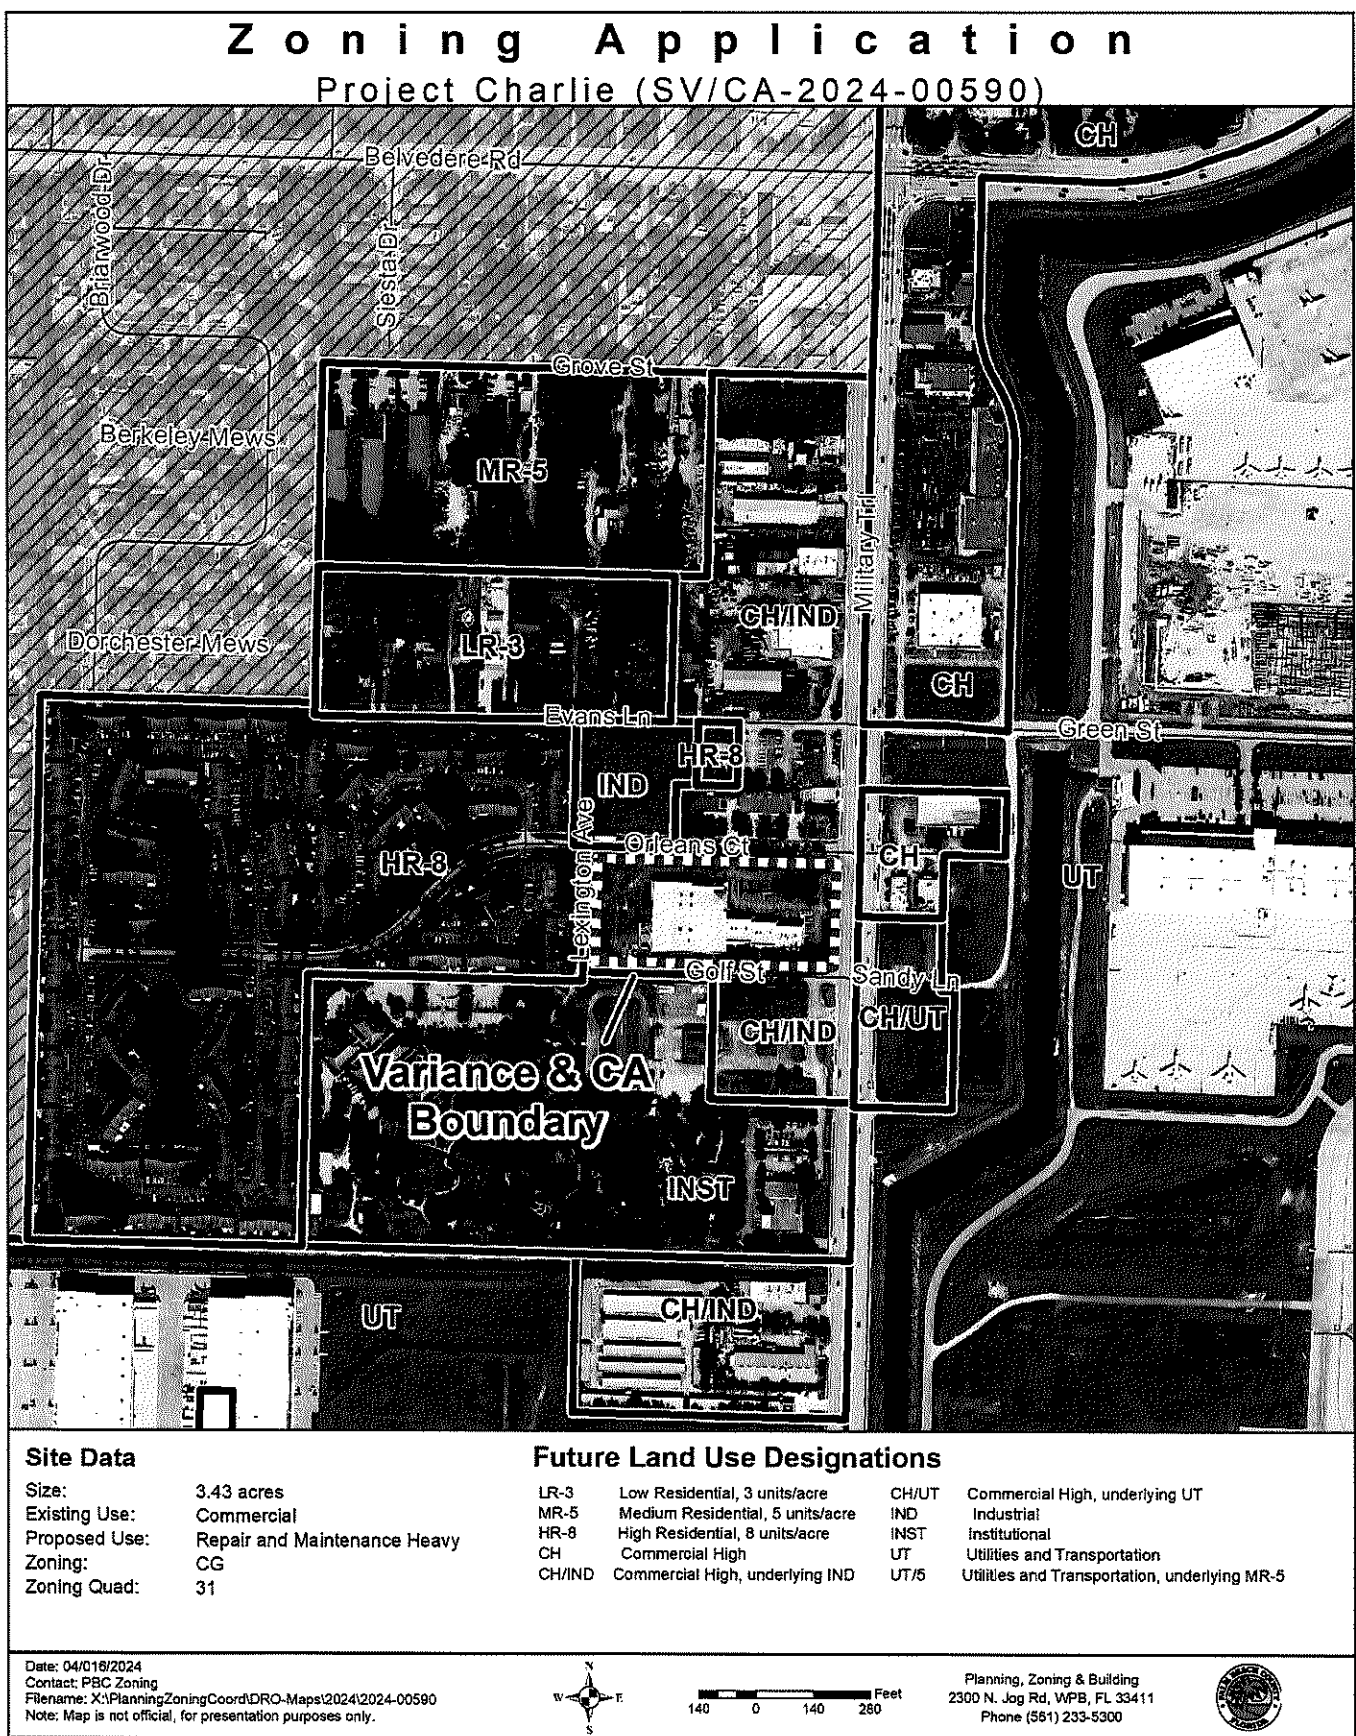 Zoning Application
Project Charlie (SV/CA-2024-00590)
CH
Belvedere Rd
Briarwood Dr
Siesta Dr
Grove St
Berkeley Mews
MR-5
Military Trl
CH/IND
Dorchester Mews
LR-3
CH
Evans Ln
Green St
HR-8
IND
Lexington Ave
Orleans Ct
HR-8
CH
UT
Golf St
Sandy Ln
CH/IND
CH/UT
Variance & CA
Boundary
INST
UT
CH/IND
Site Data
Size: 3.43 acres
Existing Use: Commercial
Proposed Use: Repair and Maintenance Heavy
Zoning: CG
Zoning Quad: 31
Future Land Use Designations
LR-3 Low Residential, 3 units/acre
MR-5 Medium Residential, 5 units/acre
HR-8 High Residential, 8 units/acre
CH Commercial High
CH/IND Commercial High, underlying IND
CH/UT Commercial High, underlying UT
IND Industrial
INST Institutional
UT Utilities and Transportation
UT/5 Utilities and Transportation, underlying MR-5
Date: 04/016/2024
Contact: PBC Zoning
Filename: X:\PlanningZoningCoord\DRO-Maps\2024\2024-00590
Note: Map is not official, for presentation purposes only.
N
W E
S
140 0 140 280 Feet
Planning, Zoning & Building
2300 N. Jog Rd, WPB, FL 33411
Phone (561) 233-5300
PALM BEACH COUNTY
FLORIDA